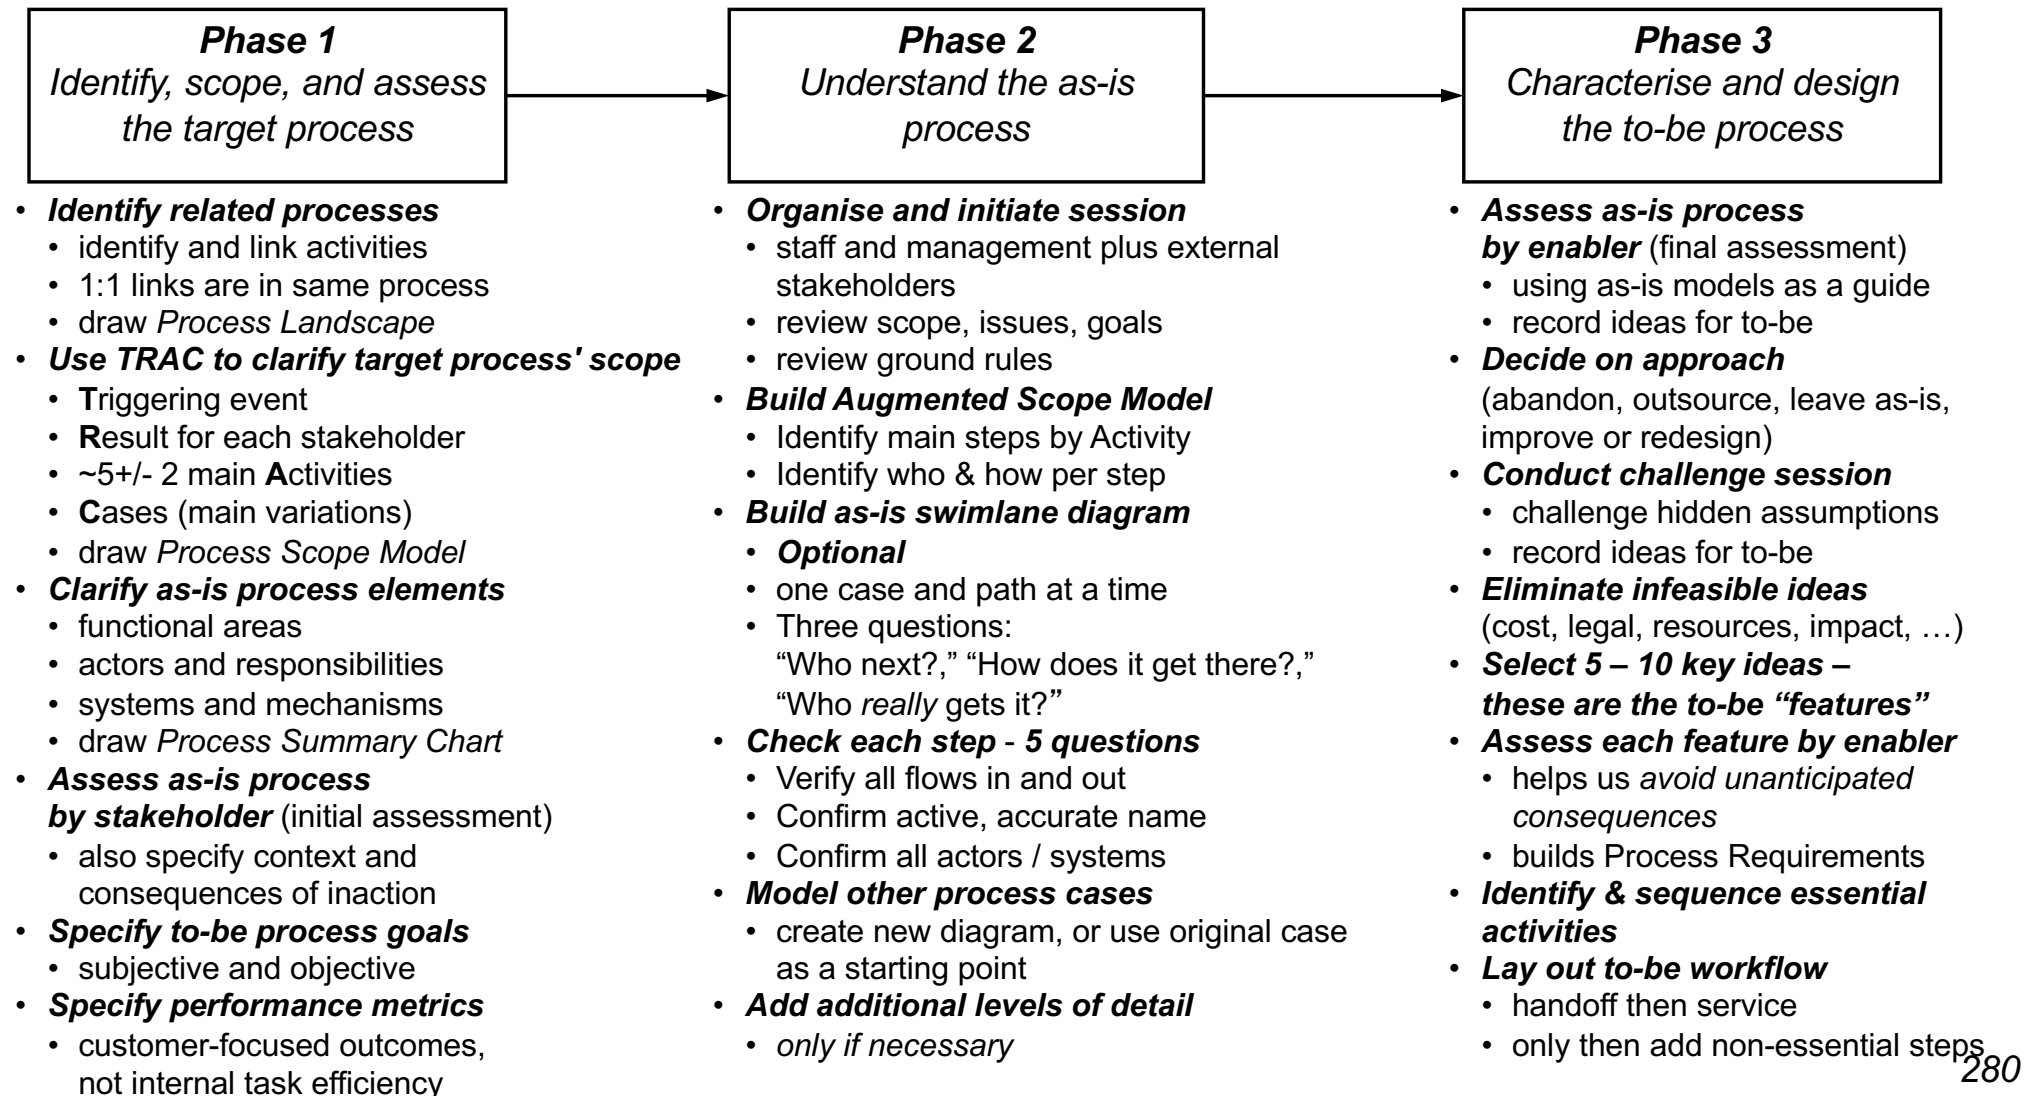 Phase 1
Identify, scope, and assess
the target process
• Identify related processes
• identify and link activities
• 1:1 links are in same process
• draw Process Landscape
• Use TRAC to clarify target process' scope
• Triggering event
• Result for each stakeholder
• ~5+/- 2 main Activities
• Cases (main variations)
• draw Process Scope Model
• Clarify as-is process elements
• functional areas
• actors and responsibilities
• systems and mechanisms
• draw Process Summary Chart
• Assess as-is process
by stakeholder (initial assessment)
• also specify context and
consequences of inaction
• Specify to-be process goals
• subjective and objective
• Specify performance metrics
• customer-focused outcomes,
not internal task efficiency
Phase 2
Understand the as-is
process
• Organise and initiate session
• staff and management plus external
stakeholders
• review scope, issues, goals
• review ground rules
• Build Augmented Scope Model
• Identify main steps by Activity
• Identify who & how per step
• Build as-is swimlane diagram
• Optional
• one case and path at a time
• Three questions:
“Who next?,” “How does it get there?,”
“Who really gets it?”
• Check each step - 5 questions
• Verify all flows in and out
• Confirm active, accurate name
• Confirm all actors / systems
• Model other process cases
• create new diagram, or use original case
as a starting point
• Add additional levels of detail
• only if necessary
Phase 3
Characterise and design
the to-be process
• Assess as-is process
by enabler (final assessment)
• using as-is models as a guide
• record ideas for to-be
• Decide on approach
(abandon, outsource, leave as-is,
improve or redesign)
• Conduct challenge session
• challenge hidden assumptions
• record ideas for to-be
• Eliminate infeasible ideas
(cost, legal, resources, impact, …)
• Select 5 – 10 key ideas –
these are the to-be “features”
• Assess each feature by enabler
• helps us avoid unanticipated
consequences
• builds Process Requirements
• Identify & sequence essential
activities
• Lay out to-be workflow
• handoff then service
• only then add non-essential steps
280